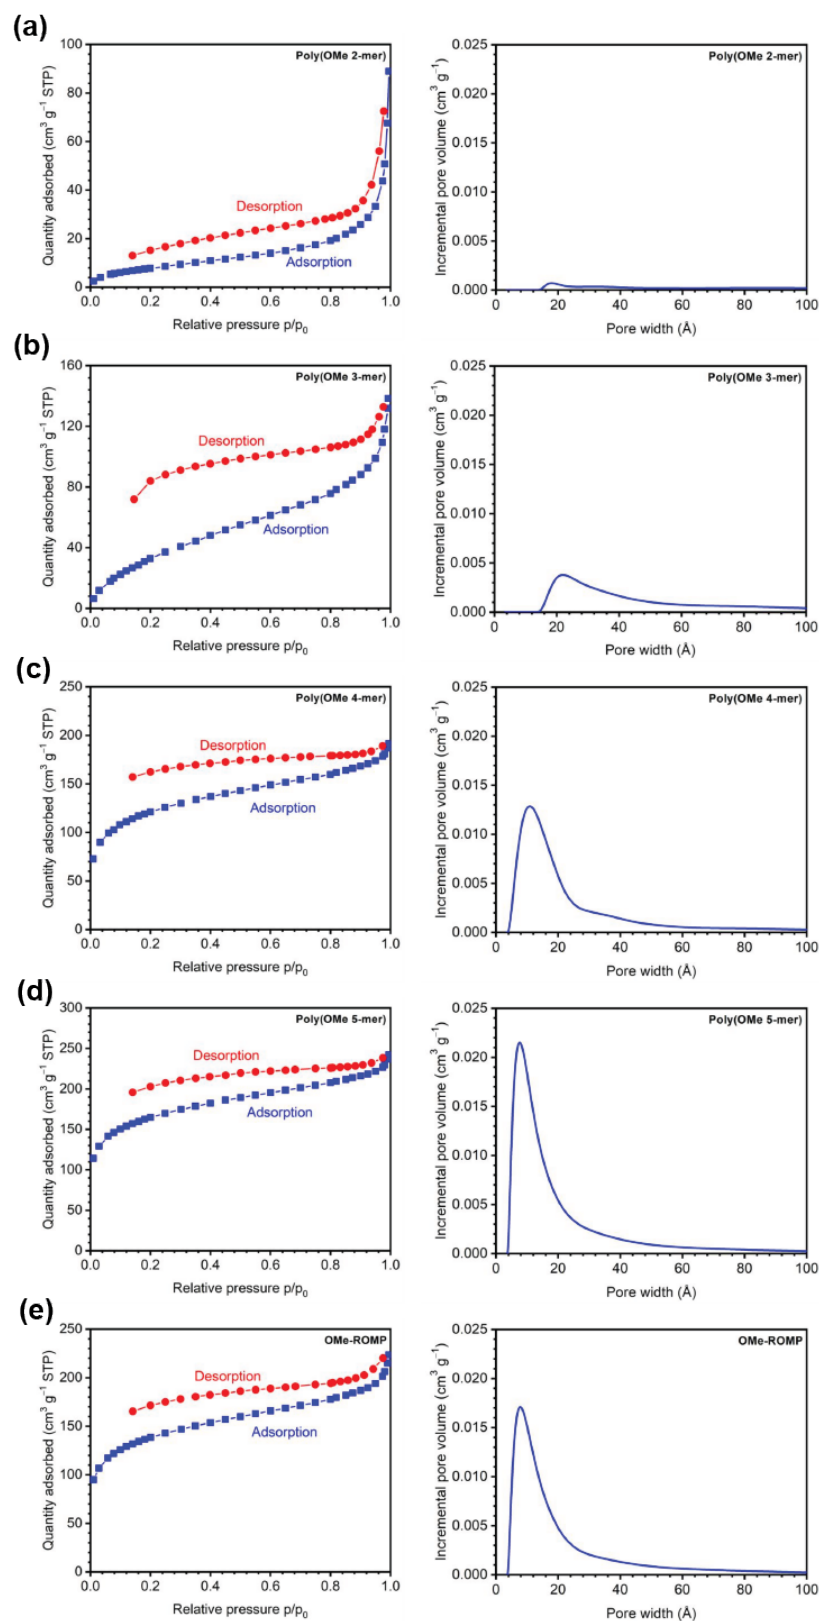 (a)
Poly(OMe 2-mer)
Quantity adsorbed (cm³ g⁻¹ STP)
100
80
60
40
20
0
Desorption
Adsorption
0.0 0.2 0.4 0.6 0.8 1.0
Relative pressure p/p₀
Poly(OMe 2-mer)
Incremental pore volume (cm³ g⁻¹)
0.025
0.020
0.015
0.010
0.005
0.000
0 20 40 60 80 100
Pore width (Å)
(b)
Poly(OMe 3-mer)
Quantity adsorbed (cm³ g⁻¹ STP)
160
120
80
40
0
Desorption
Adsorption
0.0 0.2 0.4 0.6 0.8 1.0
Relative pressure p/p₀
Poly(OMe 3-mer)
Incremental pore volume (cm³ g⁻¹)
0.025
0.020
0.015
0.010
0.005
0.000
0 20 40 60 80 100
Pore width (Å)
(c)
Poly(OMe 4-mer)
Quantity adsorbed (cm³ g⁻¹ STP)
250
200
150
100
50
0
Desorption
Adsorption
0.0 0.2 0.4 0.6 0.8 1.0
Relative pressure p/p₀
Poly(OMe 4-mer)
Incremental pore volume (cm³ g⁻¹)
0.025
0.020
0.015
0.010
0.005
0.000
0 20 40 60 80 100
Pore width (Å)
(d)
Poly(OMe 5-mer)
Quantity adsorbed (cm³ g⁻¹ STP)
300
250
200
150
100
50
0
Desorption
Adsorption
0.0 0.2 0.4 0.6 0.8 1.0
Relative pressure p/p₀
Poly(OMe 5-mer)
Incremental pore volume (cm³ g⁻¹)
0.025
0.020
0.015
0.010
0.005
0.000
0 20 40 60 80 100
Pore width (Å)
(e)
OMe-ROMP
Quantity adsorbed (cm³ g⁻¹ STP)
250
200
150
100
50
0
Desorption
Adsorption
0.0 0.2 0.4 0.6 0.8 1.0
Relative pressure p/p₀
OMe-ROMP
Incremental pore volume (cm³ g⁻¹)
0.025
0.020
0.015
0.010
0.005
0.000
0 20 40 60 80 100
Pore width (Å)